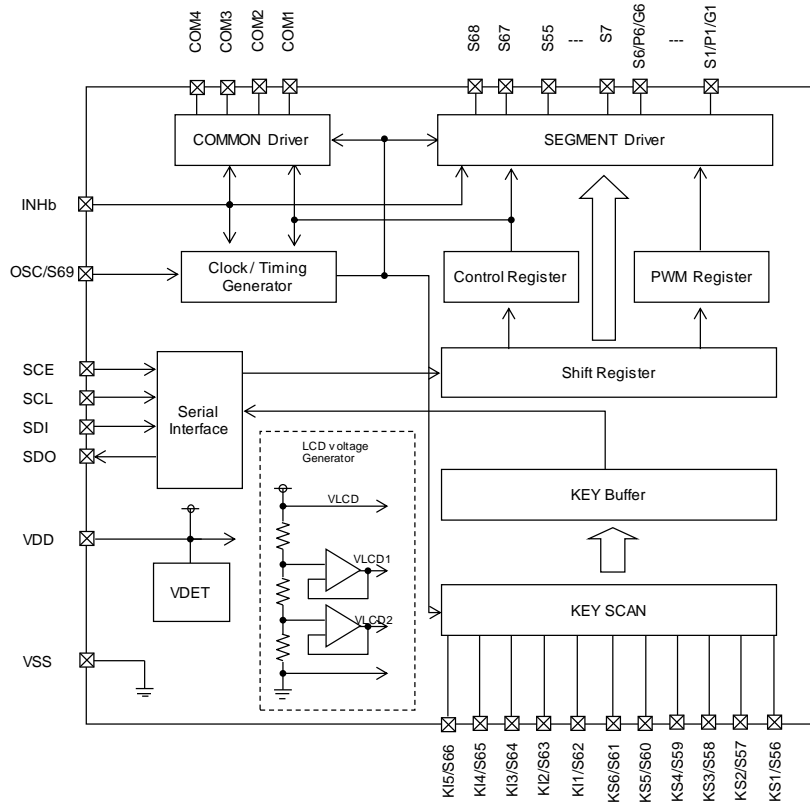 COM4
COM3
COM2
COM1
S68
S67
S55
---
S7
S6/P6/G6
---
S1/P1/G1
COMMON Driver
SEGMENT Driver
INHb
OSC/S69
Clock / Timing
Generator
Control Register
PWM Register
SCE
SCL
SDI
SDO
Serial
Interface
Shift Register
LCD voltage
Generator
VLCD
VLCD1
VLCD2
KEY Buffer
VDD
VDET
KEY SCAN
VSS
KI5/S66
KI4/S65
KI3/S64
KI2/S63
KI1/S62
KS6/S61
KS5/S60
KS4/S59
KS3/S58
KS2/S57
KS1/S56